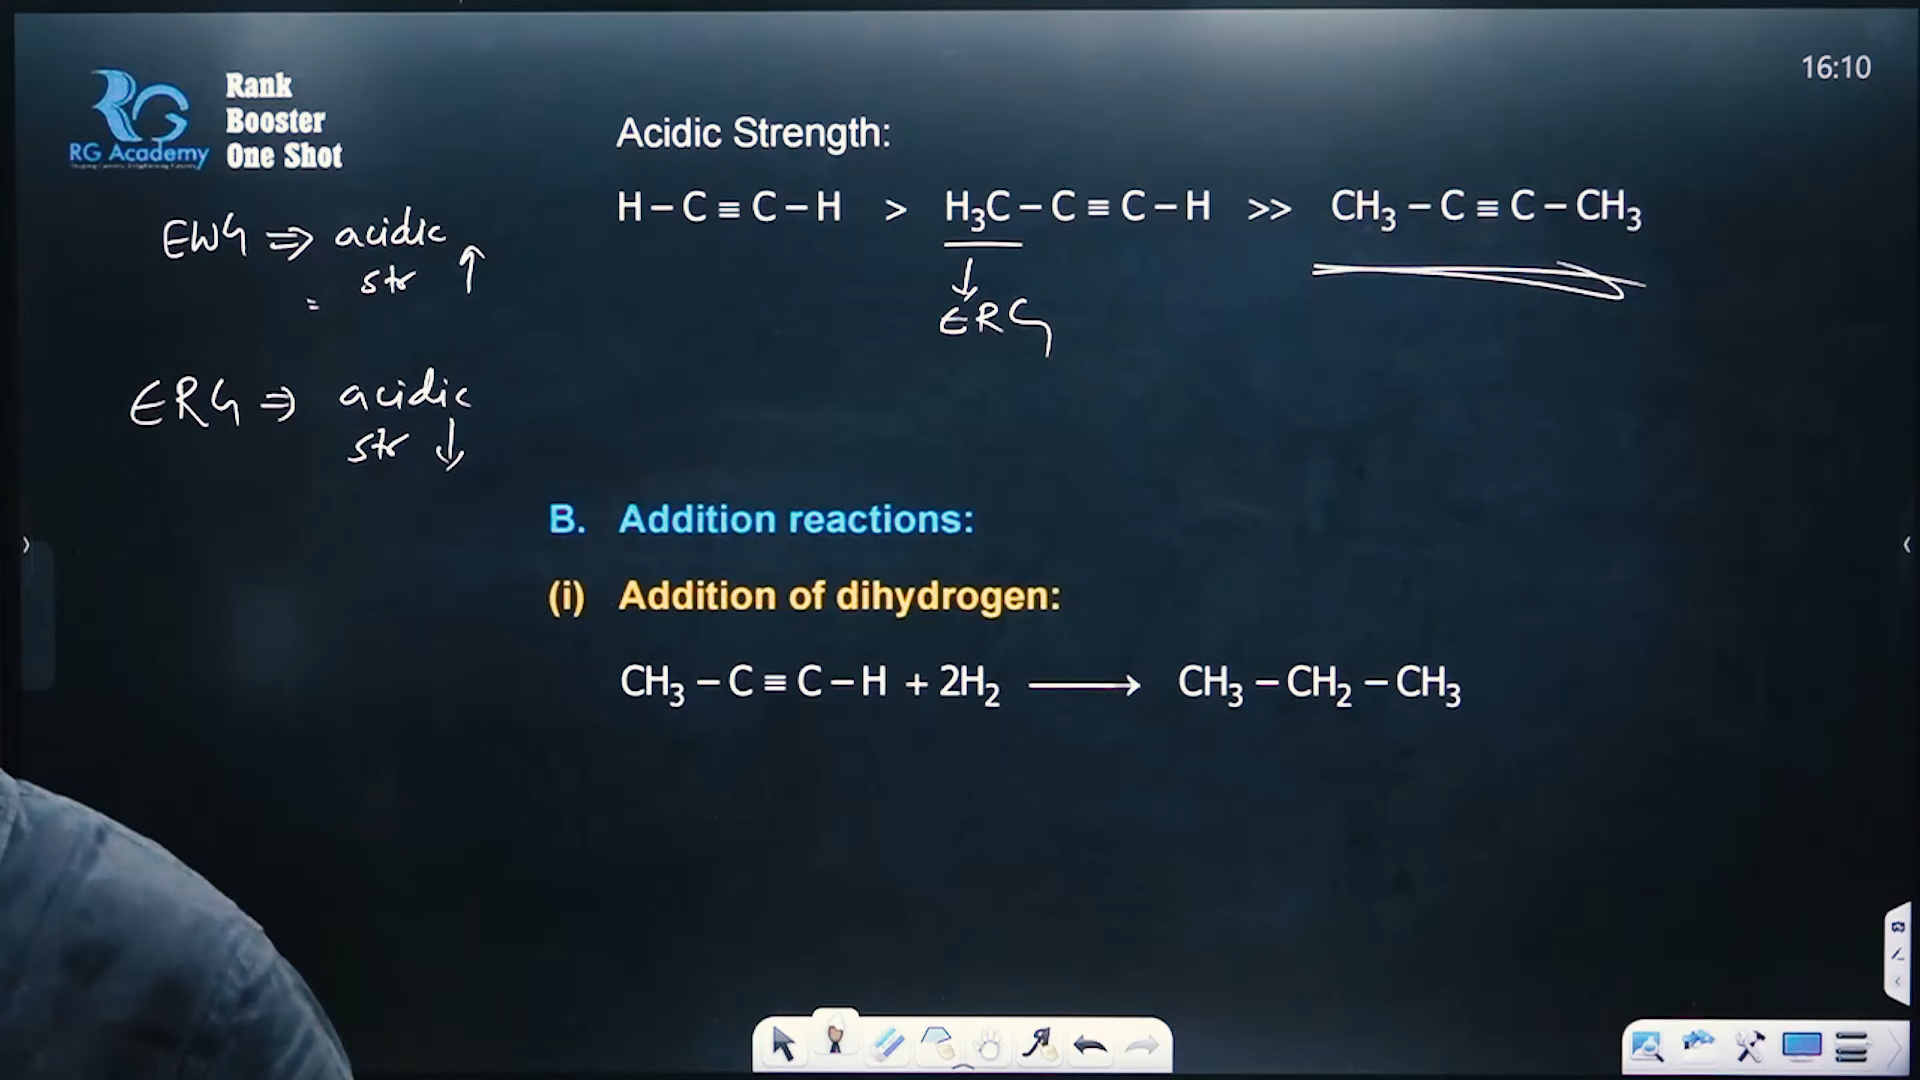 16:10
RG Academy
Rank
Booster
One Shot
Acidic Strength:
H – C ≡ C – H > H₃C – C ≡ C – H >> CH₃ – C ≡ C – CH₃
EWG ⇒ acidic
str ↑
↓
ERG
ERG ⇒ acidic
str ↓
B. Addition reactions:
(i) Addition of dihydrogen:
CH₃ – C ≡ C – H + 2H₂ ⟶ CH₃ – CH₂ – CH₃